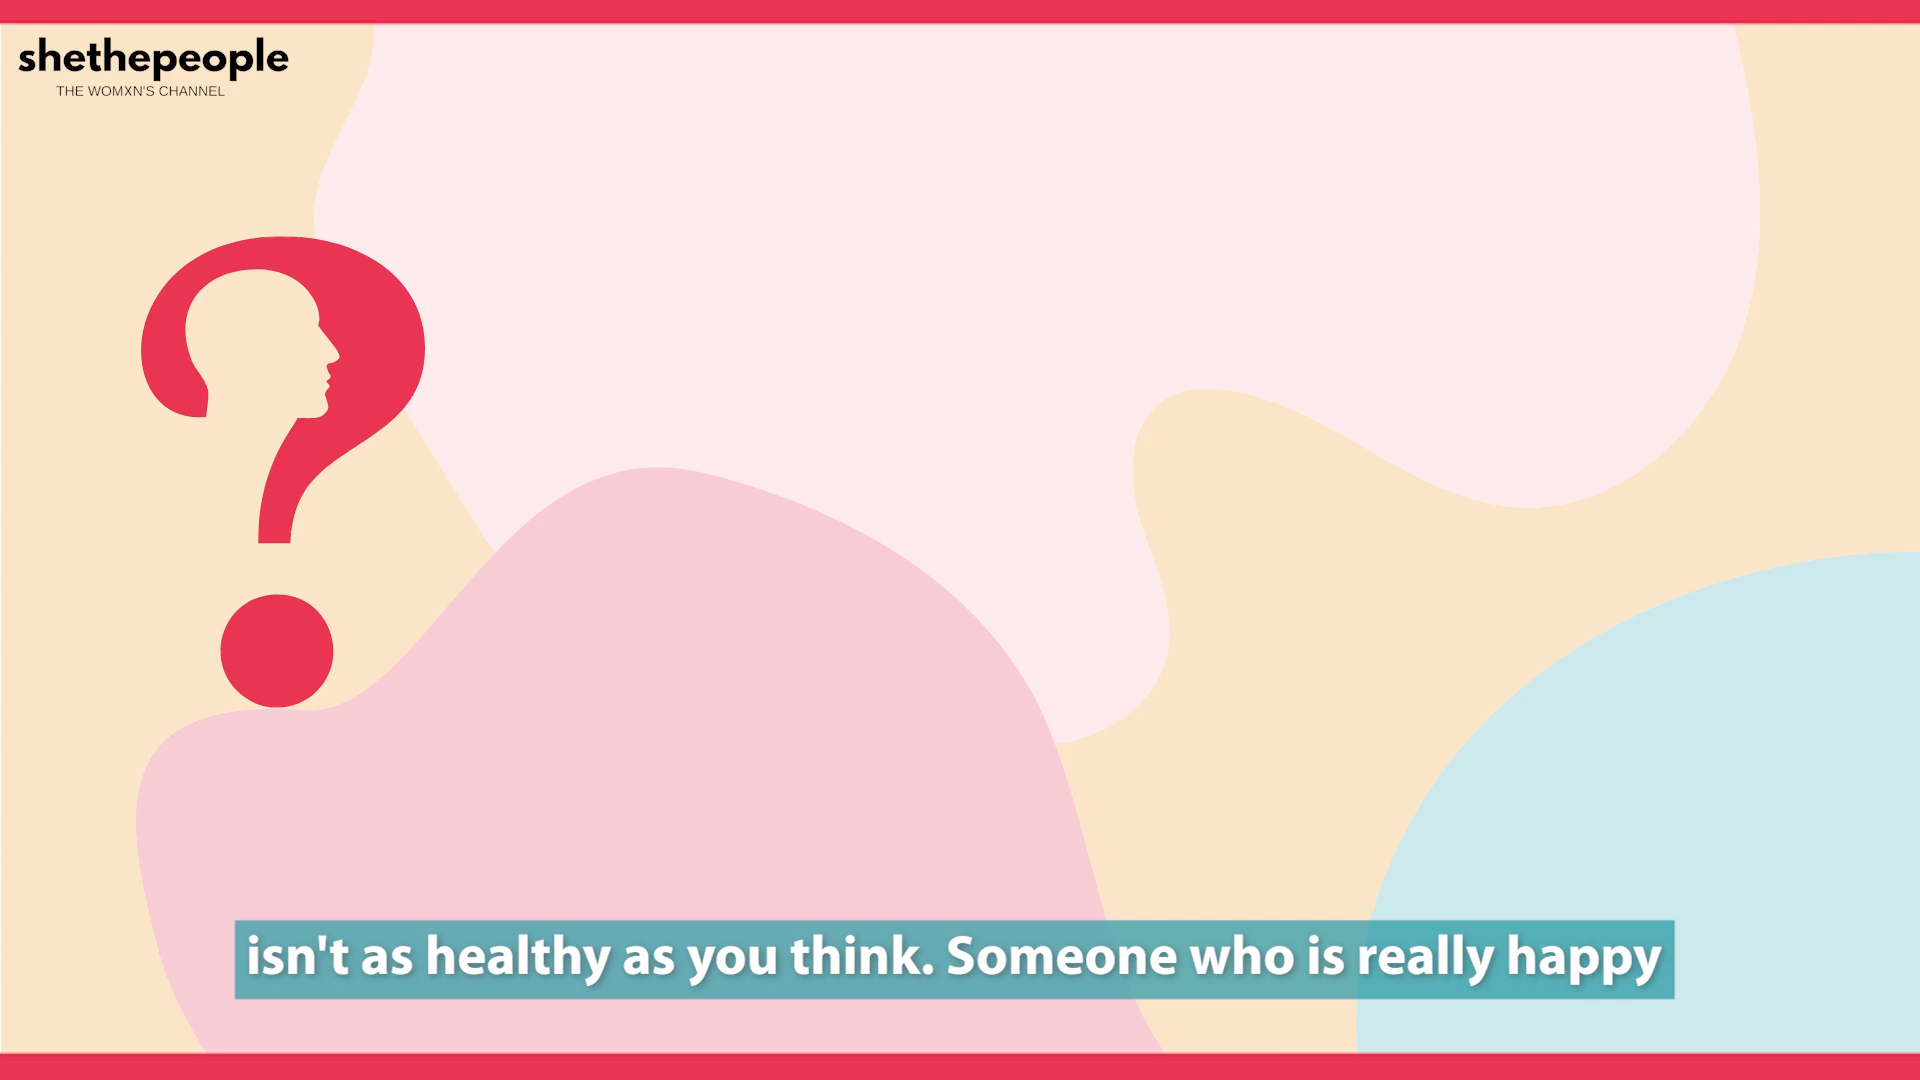 shethepeople
THE WOMXN'S CHANNEL
isn't as healthy as you think. Someone who is really happy